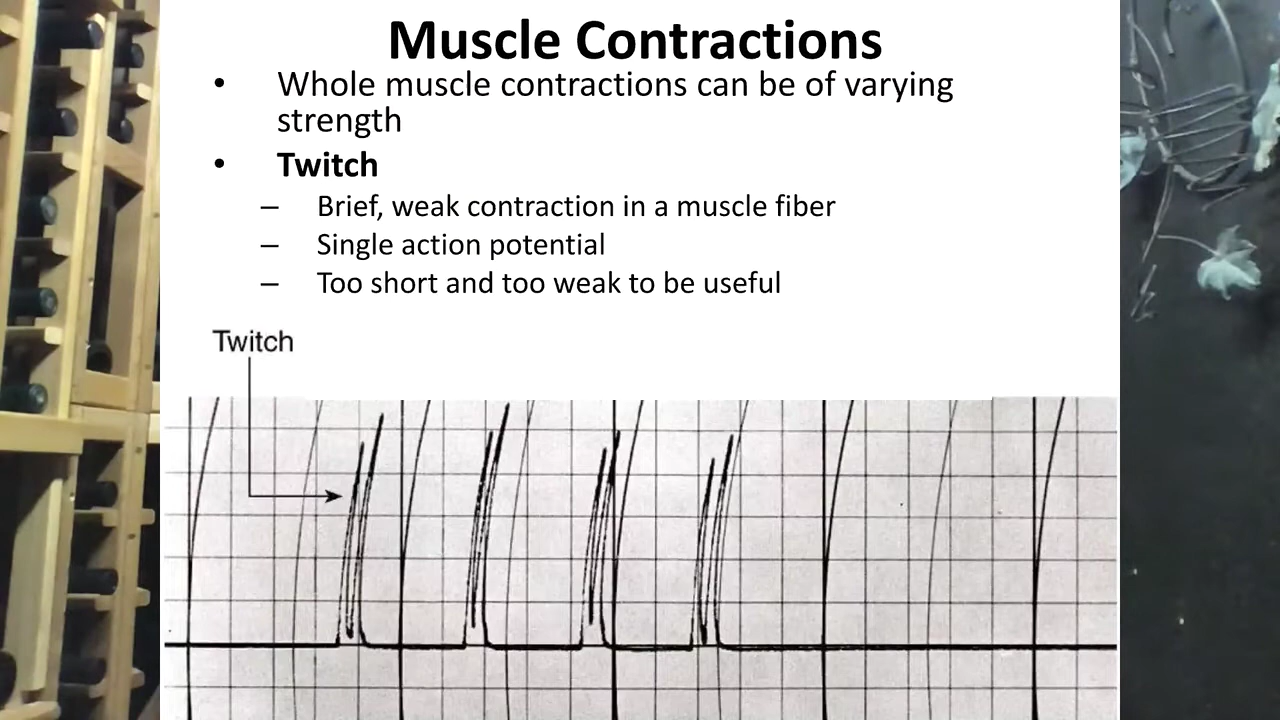 Muscle Contractions
• Whole muscle contractions can be of varying
strength
• Twitch
– Brief, weak contraction in a muscle fiber
– Single action potential
– Too short and too weak to be useful
Twitch